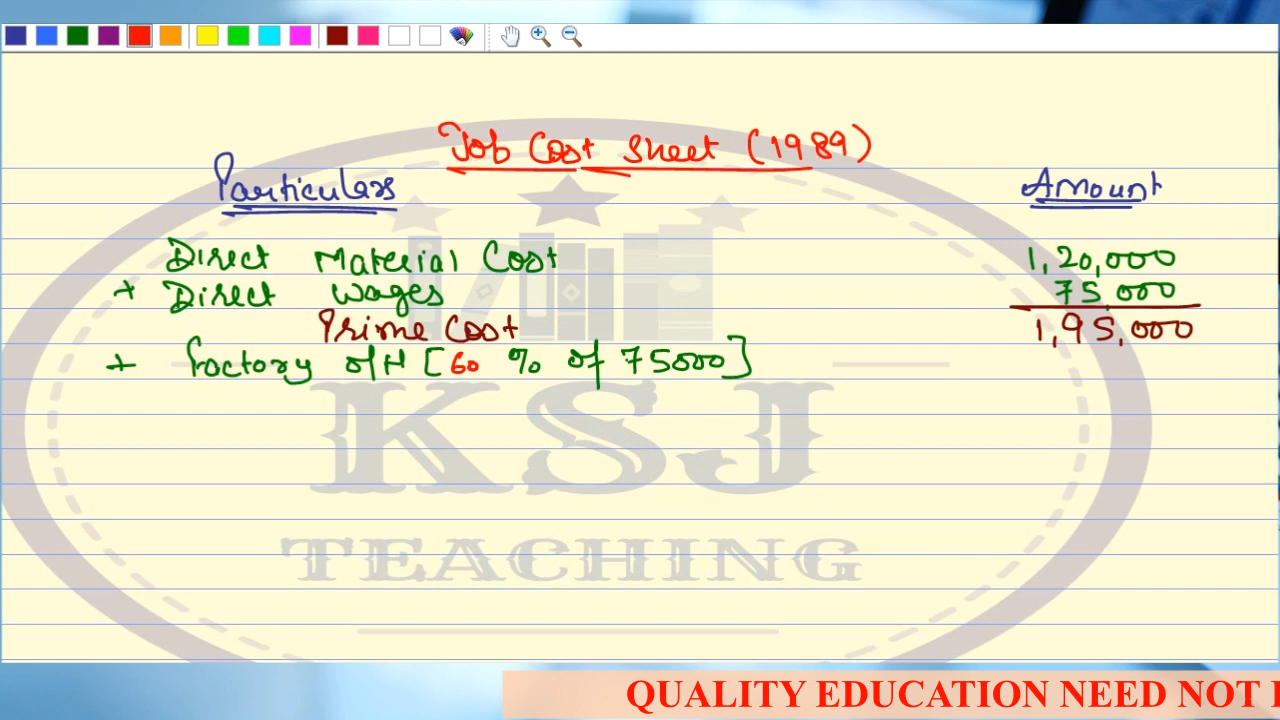 Job Cost Sheet (1989)
Particulars Amount
Direct Material Cost 1,20,000
+ Direct Wages 75,000
Prime Cost 1,95,000
+ Factory o/H [60 % of 75000]
KSJ
TEACHING
QUALITY EDUCATION NEED NOT